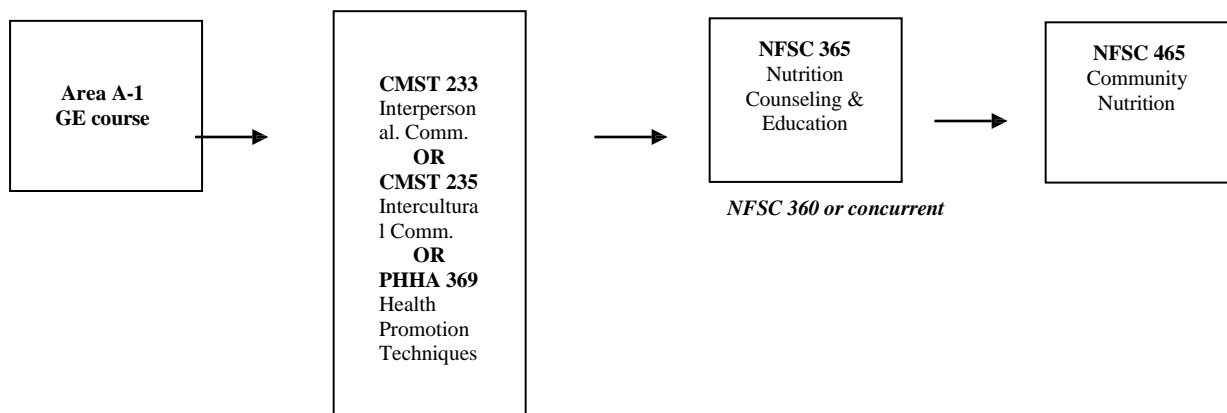 Area A-1
GE course
CMST 233
Interperson
al. Comm.
OR
CMST 235
Intercultura
l Comm.
OR
PHHA 369
Health
Promotion
Techniques
NFSC 365
Nutrition
Counseling &
Education
NFSC 360 or concurrent
NFSC 465
Community
Nutrition